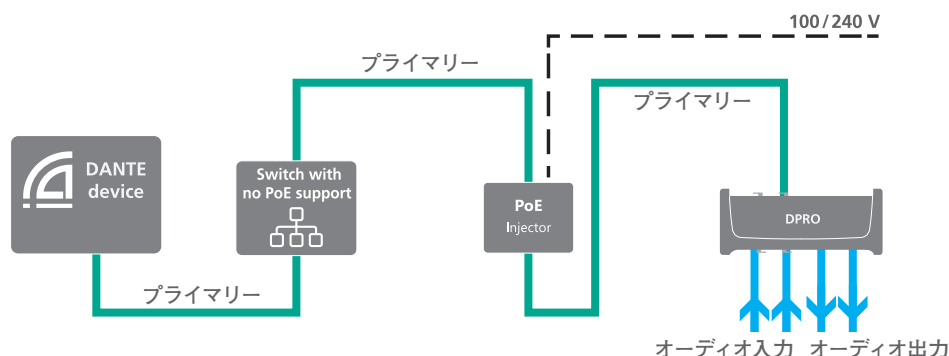 100/240 V
プライマリー
プライマリー
DANTE
device
Switch with
no PoE support
PoE
Injector
DPRO
プライマリー
オーディオ入力 オーディオ出力